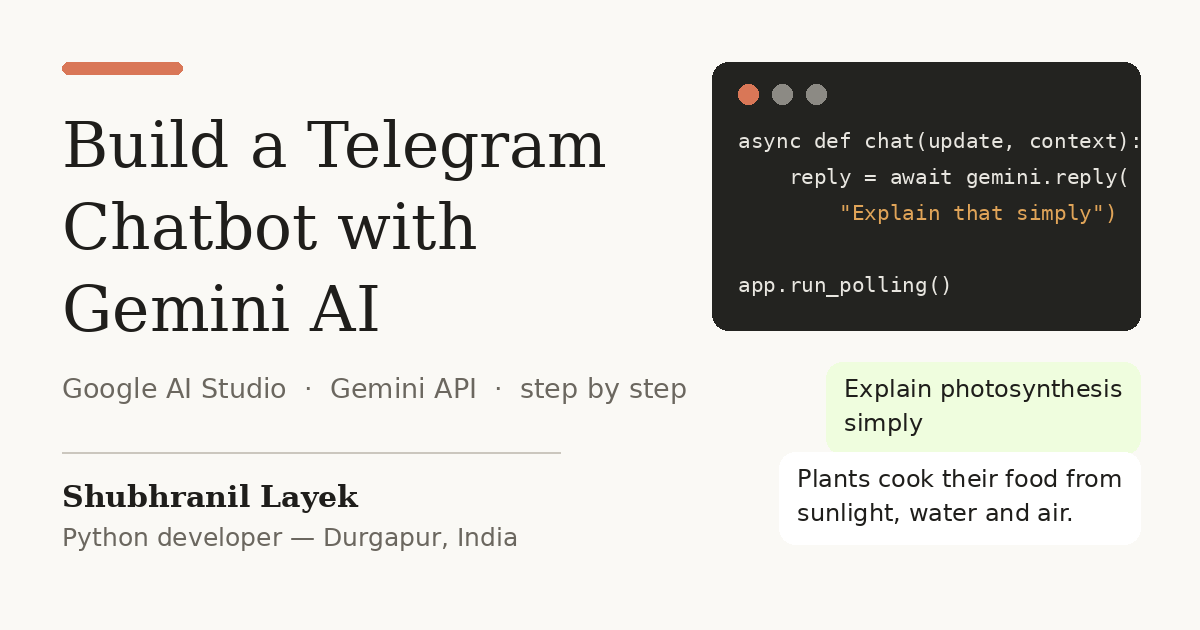 Build a Telegram
Chatbot with
Gemini AI
Google AI Studio · Gemini API · step by step
Shubhranil Layek
Python developer — Durgapur, India
async def chat(update, context):
    reply = await gemini.reply(
        "Explain that simply")
app.run_polling()
Explain photosynthesis
simply
Plants cook their food from
sunlight, water and air.